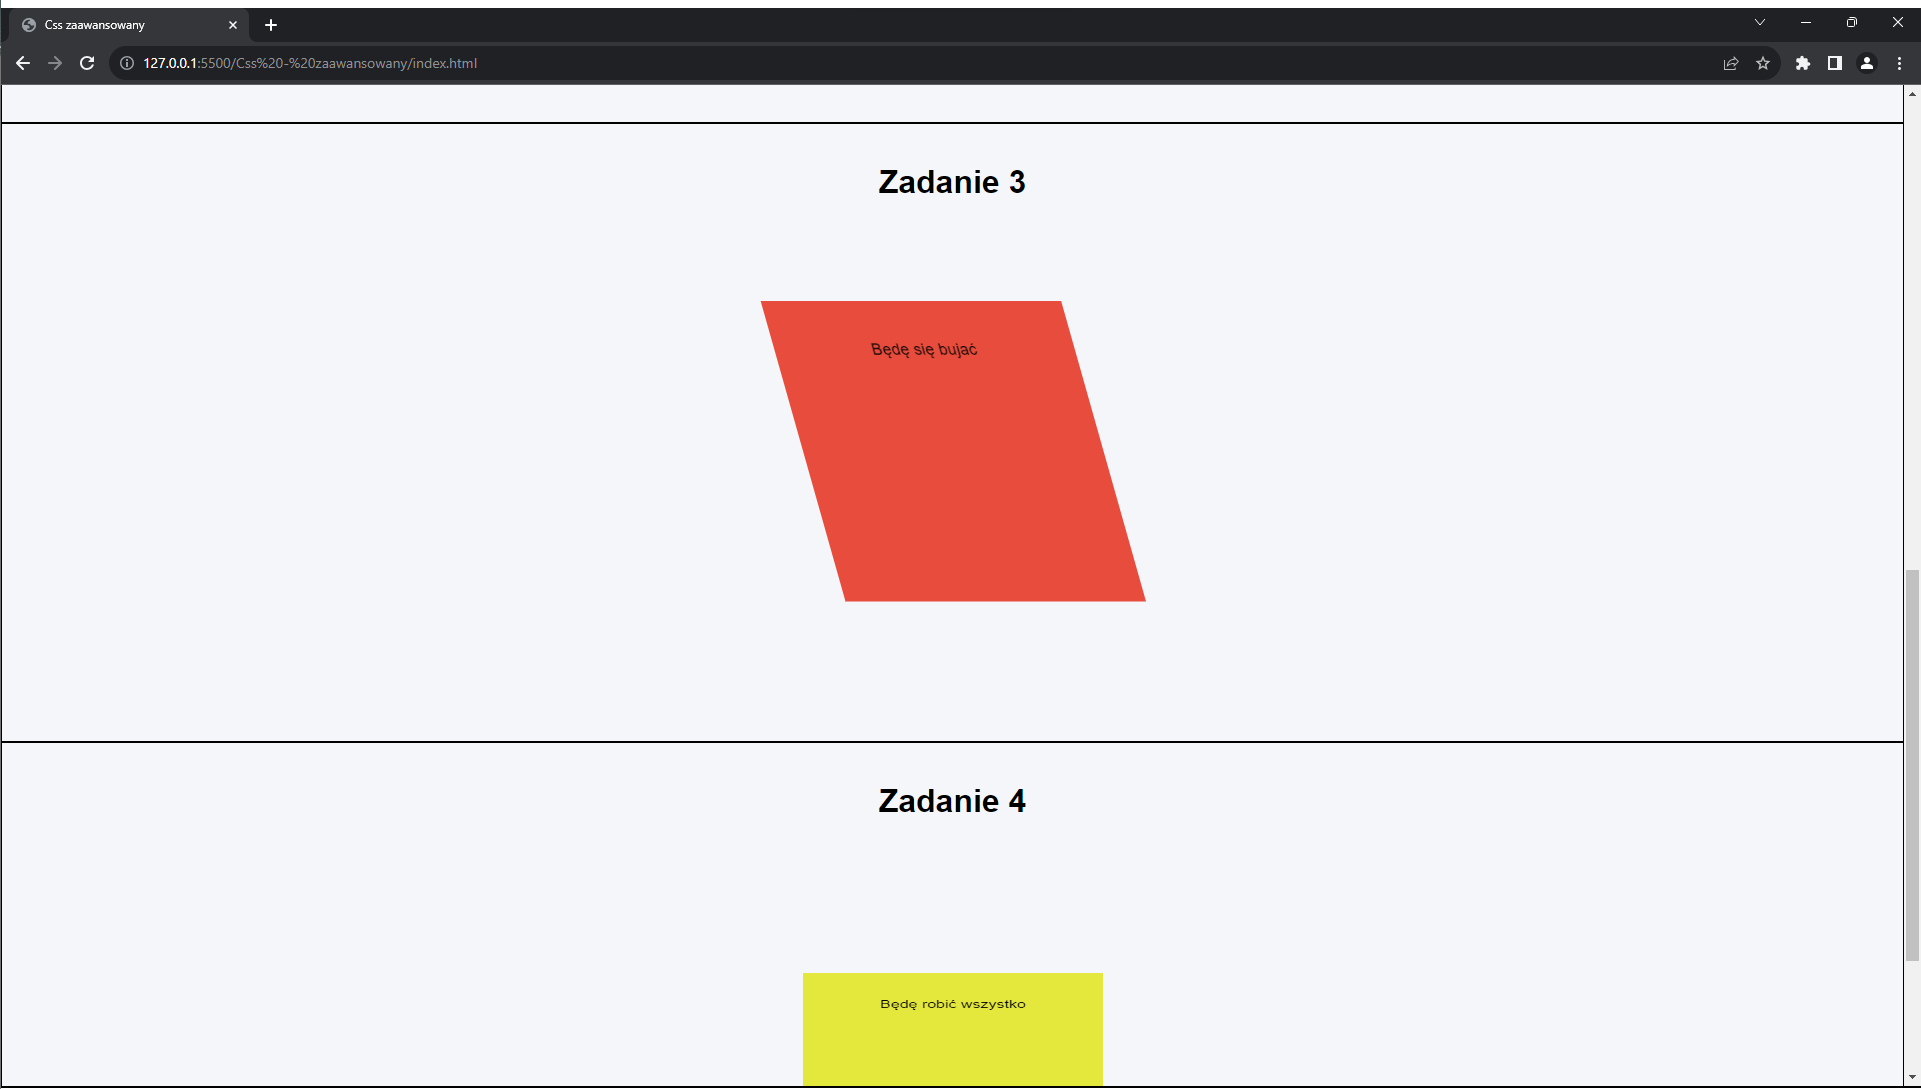 Css zaawansowany
127.0.0.1:5500/Css%20-%20zaawansowany/index.html
Zadanie 3
Będę się bujać
Zadanie 4
Będę robić wszystko